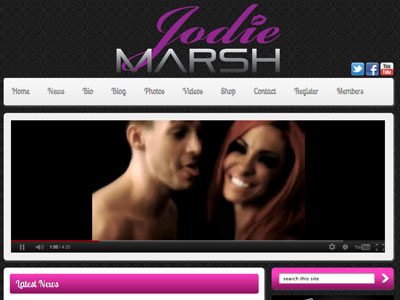 Jodie
MARSH
You
Tube
Home News Bio Blog Photos Videos Shop Contact Register Members
1:00 / 4:25 YouTube
Latest News
search this site